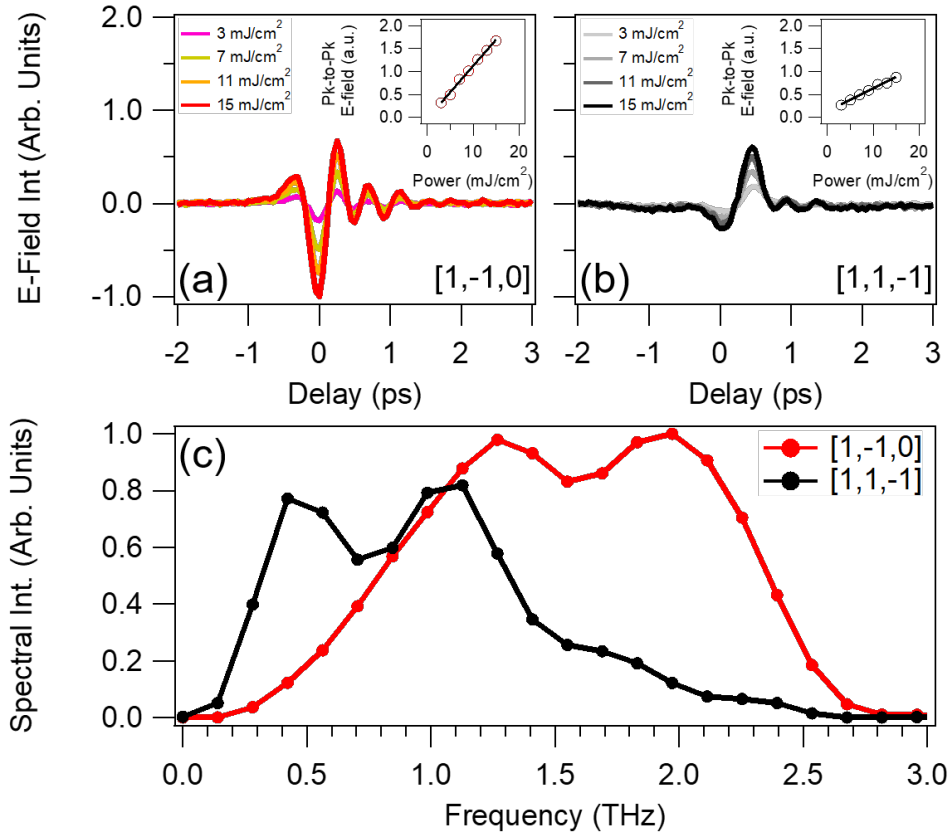 E-Field Int (Arb. Units)
2.0
1.0
0.0
-1.0
3 mJ/cm²
7 mJ/cm²
11 mJ/cm²
15 mJ/cm²
Pk-to-Pk
E-field (a.u.)
2.0
1.5
1.0
0.5
0.0
0 10 20
Power (mJ/cm²)
(a)
[1,-1,0]
-2 -1 0 1 2 3
Delay (ps)
3 mJ/cm²
7 mJ/cm²
11 mJ/cm²
15 mJ/cm²
Pk-to-Pk
E-field (a.u.)
2.0
1.5
1.0
0.5
0.0
0 10 20
Power (mJ/cm²)
(b)
[1,1,-1]
-2 -1 0 1 2 3
Delay (ps)
Spectral Int. (Arb. Units)
1.0
0.8
0.6
0.4
0.2
0.0
(c)
[1,-1,0]
[1,1,-1]
0.0 0.5 1.0 1.5 2.0 2.5 3.0
Frequency (THz)